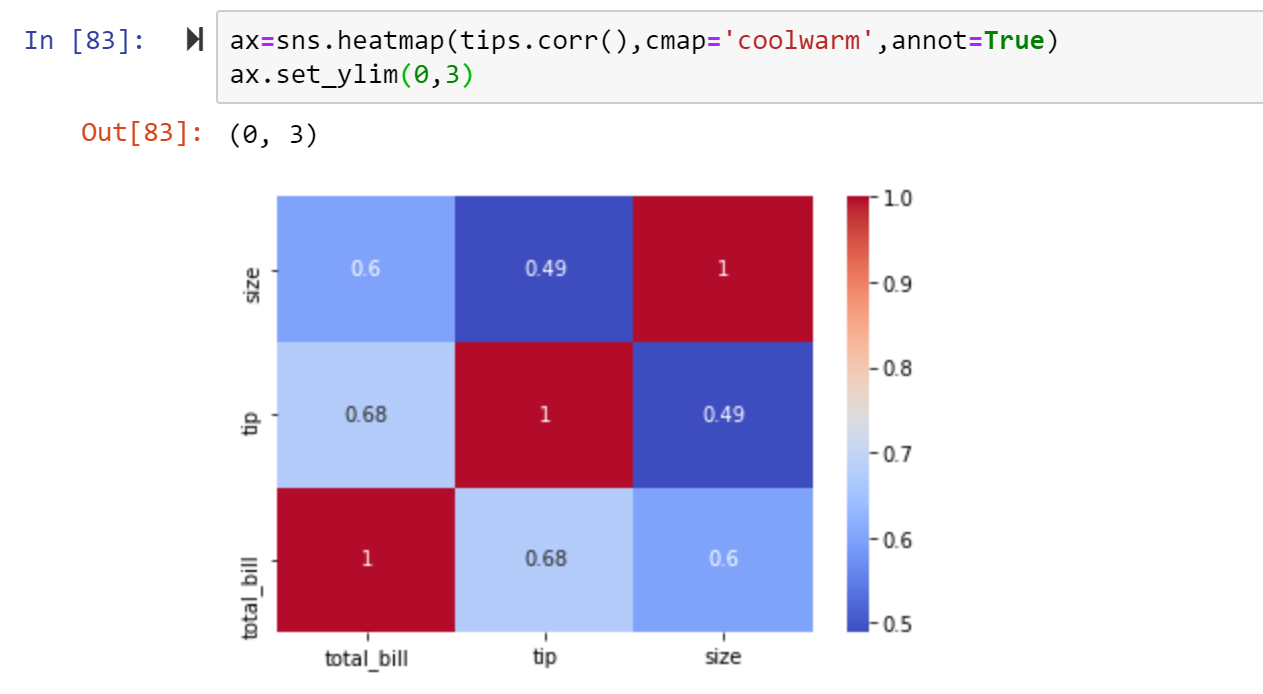 In [83]:
ax=sns.heatmap(tips.corr(),cmap='coolwarm',annot=True)
ax.set_ylim(0,3)
Out[83]: (0, 3)
1.0
size 0.6 0.49 1
0.9
0.8
tip 0.68 1 0.49
0.7
total_bill 1 0.68 0.6
0.6
0.5
total_bill tip size